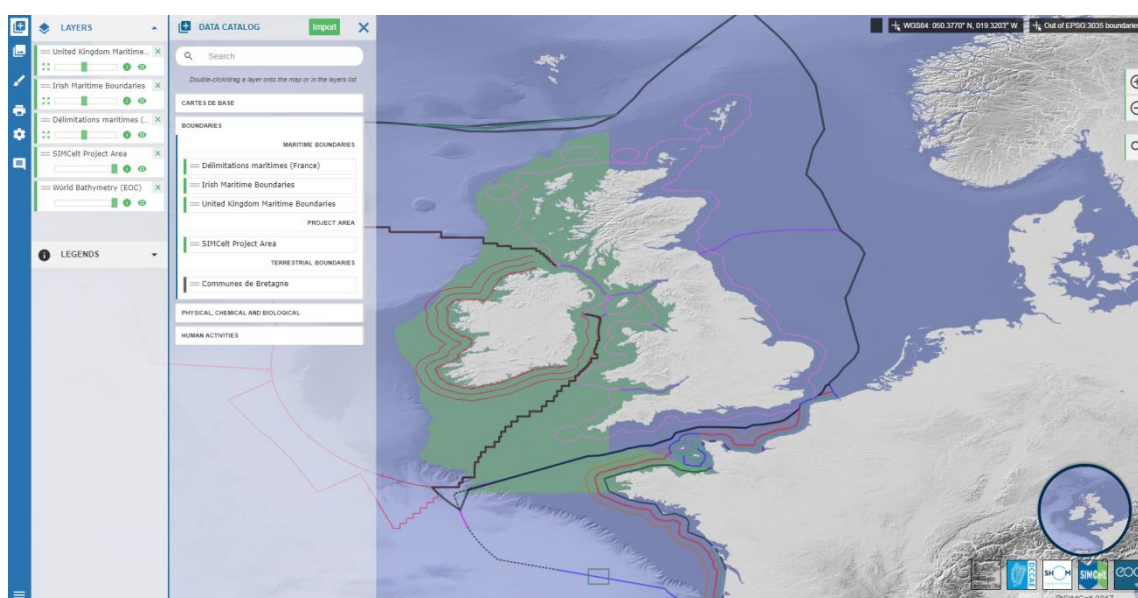 LAYERS
United Kingdom Maritime...
Irish Maritime Boundaries
Délimitations maritimes (...
SIMCelt Project Area
World Bathymetry (EOC)
LEGENDS
DATA CATALOG
Import
Search
Double-click/drag a layer onto the map or in the layers list
CARTES DE BASE
BOUNDARIES
MARITIME BOUNDARIES
Délimitations maritimes (France)
Irish Maritime Boundaries
United Kingdom Maritime Boundaries
PROJECT AREA
SIMCelt Project Area
TERRESTRIAL BOUNDARIES
Communes de Bretagne
PHYSICAL, CHEMICAL AND BIOLOGICAL
HUMAN ACTIVITIES
WGS84: 050.3770° N, 019.3203° W
Out of EPSG:3035 boundaries
DCCAE
SHOM
SIMCelt